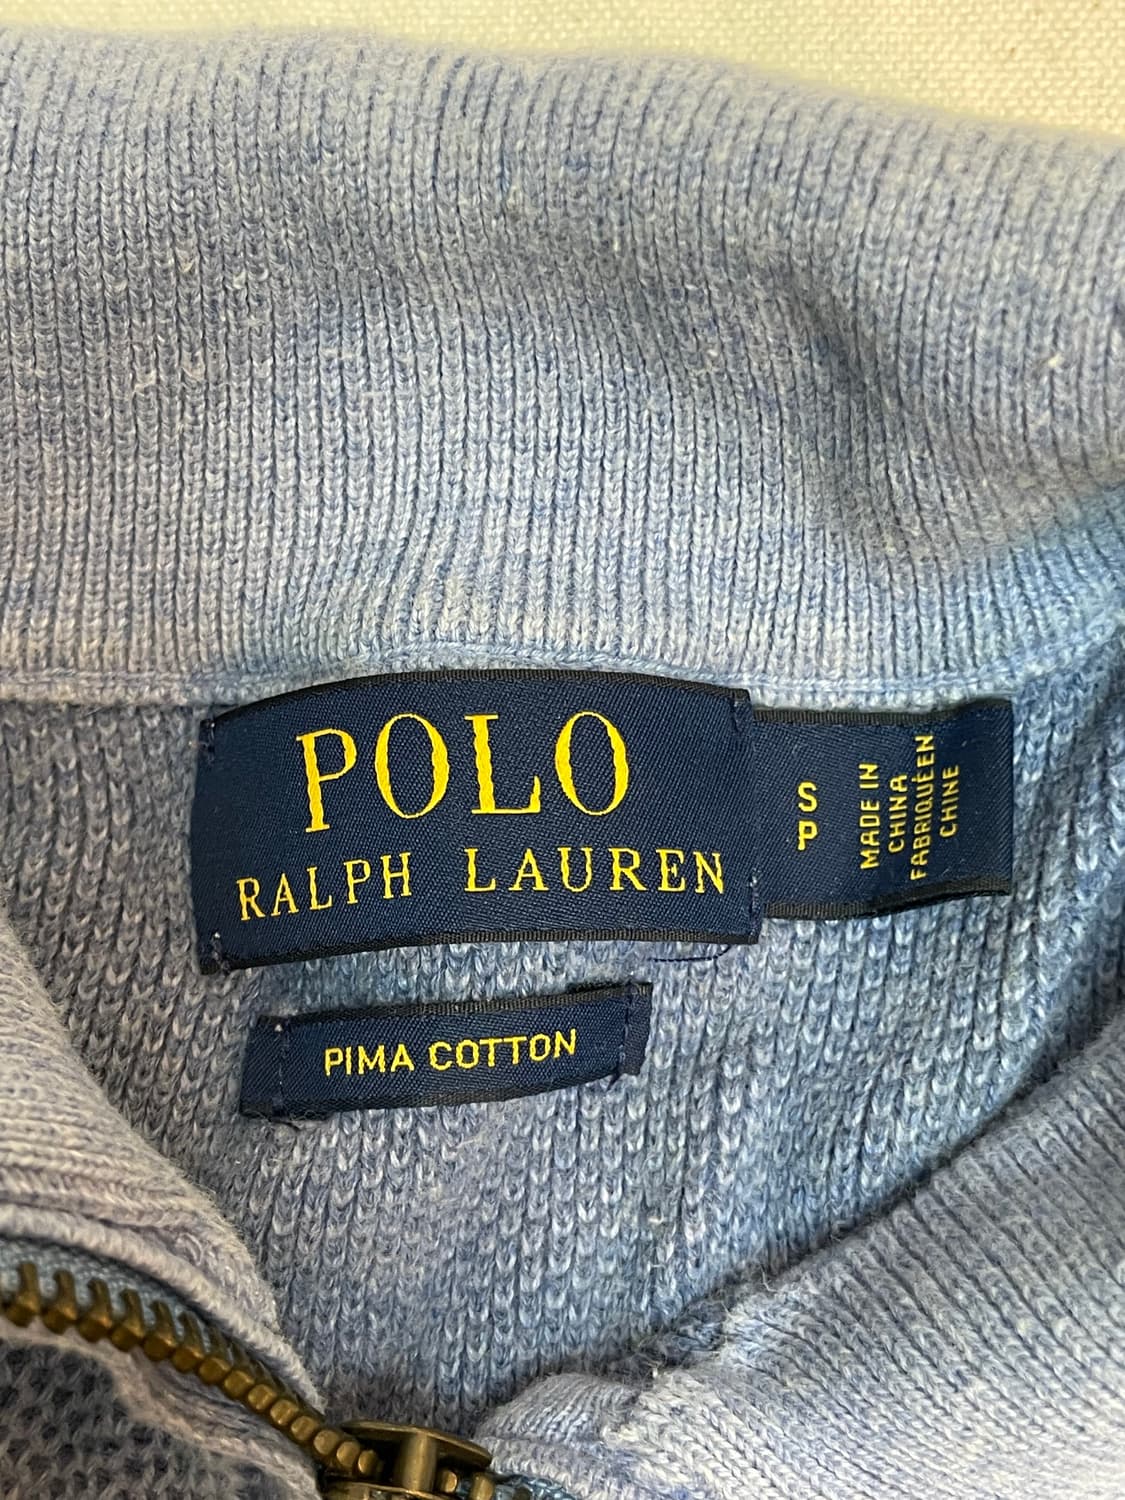 POLO
RALPH LAUREN
S
P
MADE IN
CHINA
FABRIQUÉ EN
CHINE
PIMA COTTON